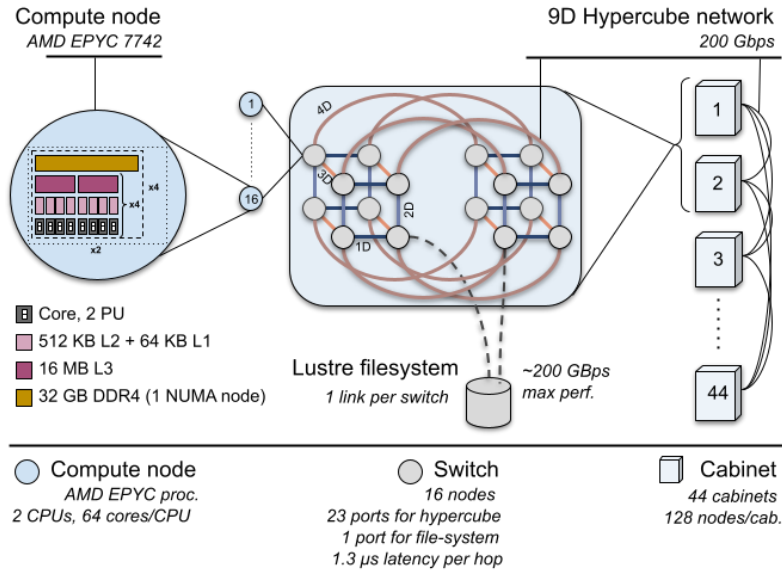 Compute node
AMD EPYC 7742
9D Hypercube network
200 Gbps
1
16
4D
3D
2D
1D
x4
x4
x2
1
2
3
44
Core, 2 PU
512 KB L2 + 64 KB L1
16 MB L3
32 GB DDR4 (1 NUMA node)
Lustre filesystem
1 link per switch
~200 GBps
max perf.
Compute node
AMD EPYC proc.
2 CPUs, 64 cores/CPU
Switch
16 nodes
23 ports for hypercube
1 port for file-system
1.3 µs latency per hop
Cabinet
44 cabinets
128 nodes/cab.